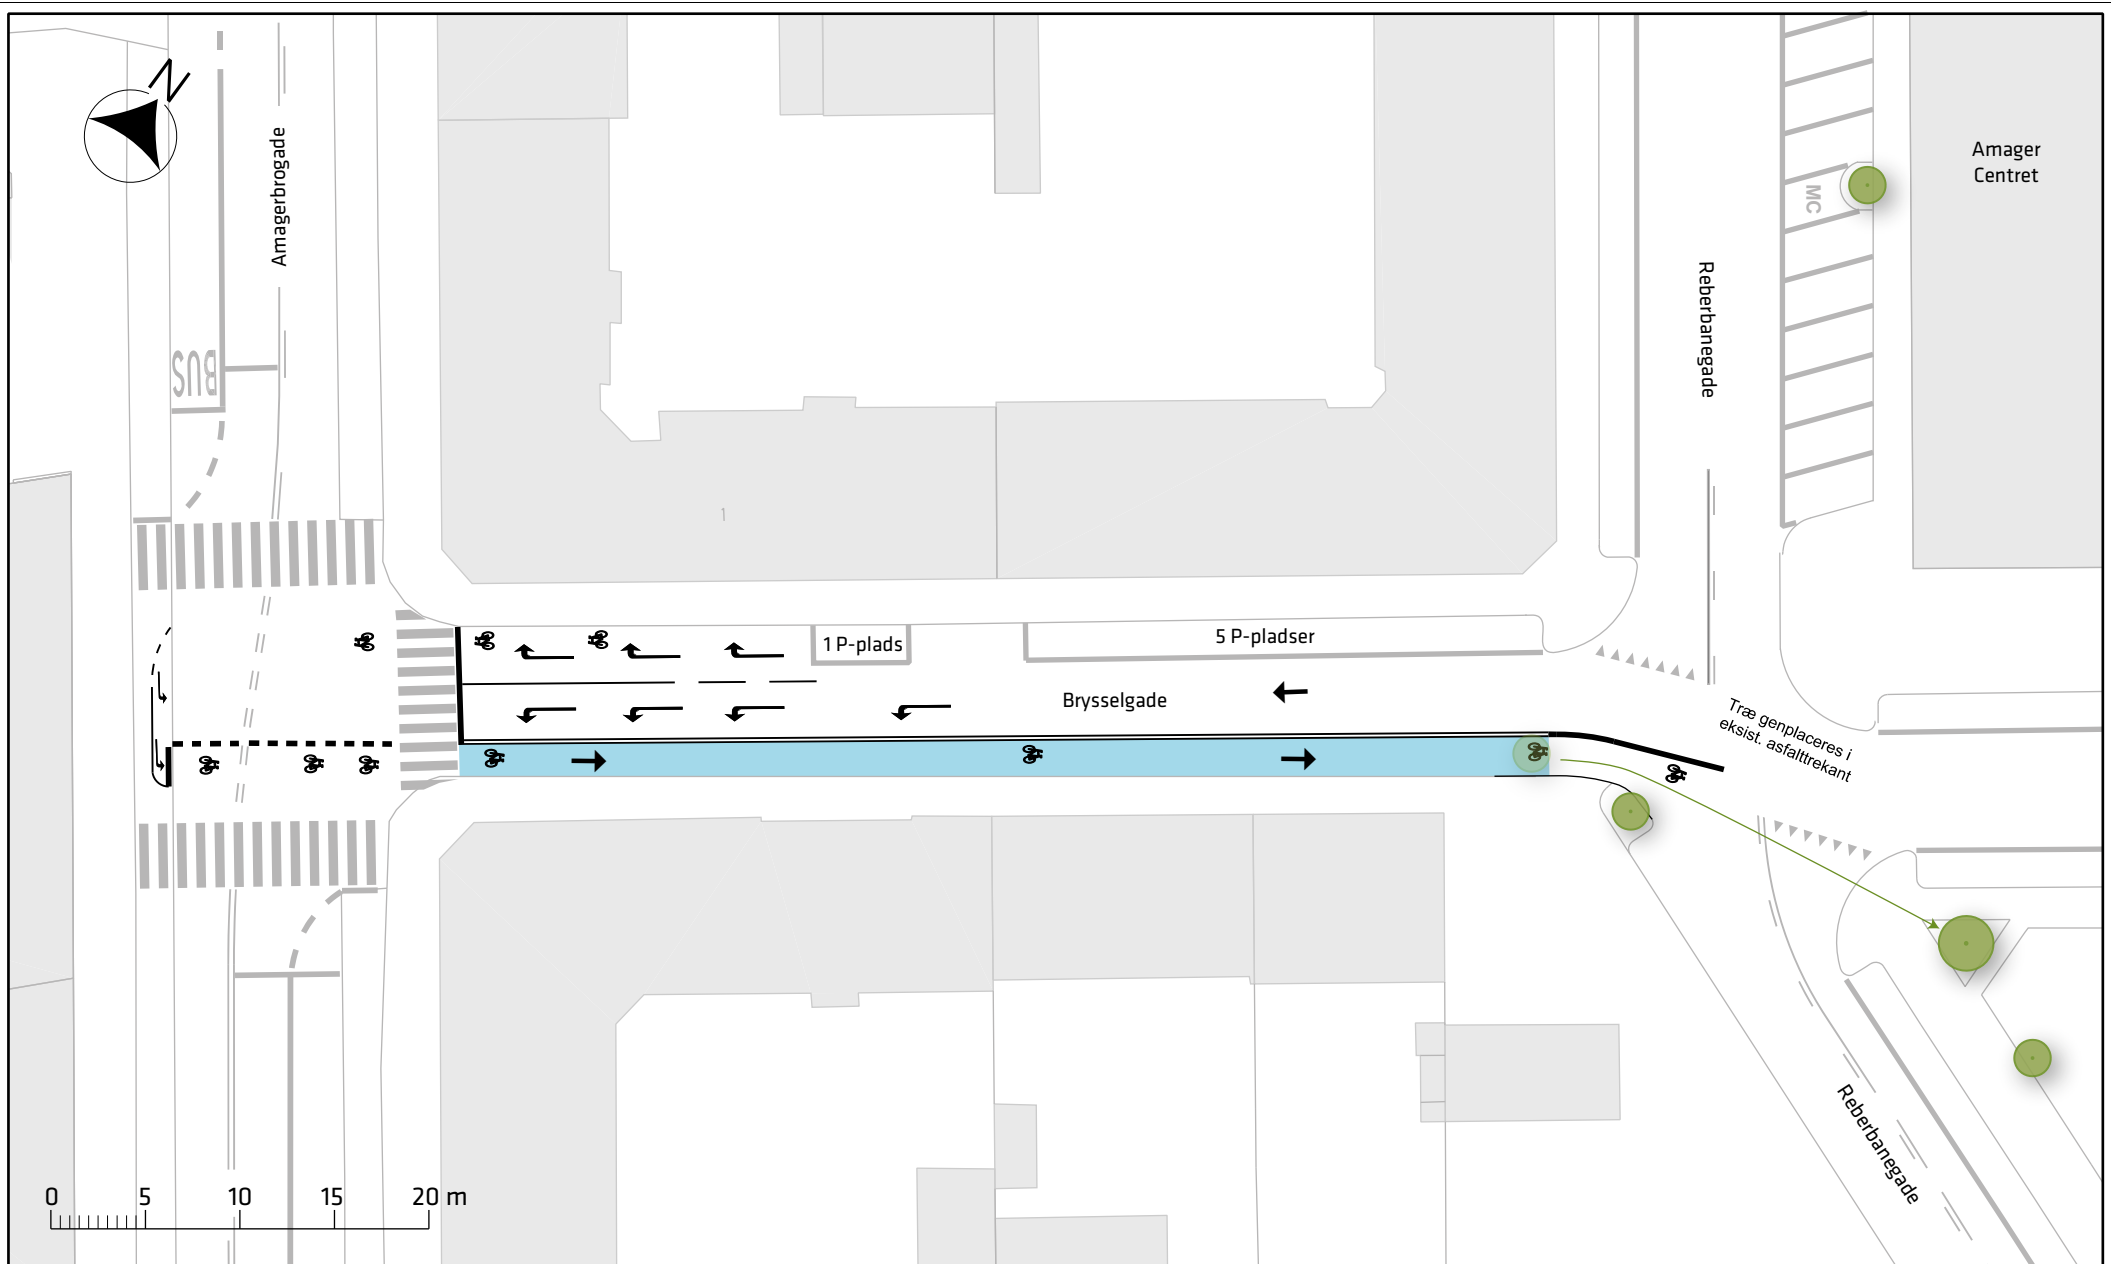 N
Amagerbrogade
Amager
Centret
MC
Reberbanegade
BUS
1
1 P-plads
5 P-pladser
Brysselgade
Træ genplaceres i
eksist. asfalttrekant
Reberbanegade
0 5 10 15 20 m